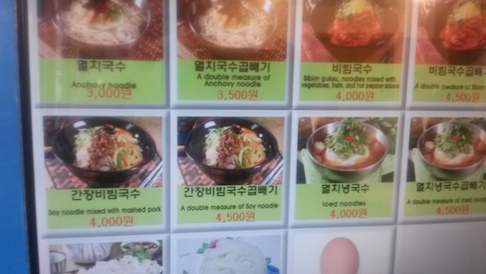 멸치국수
Anchovy noodle
3,000원
멸치국수곱빼기
A double measure of
Anchovy noodle
3,500원
비빔국수
Bibim guksu, noodles mixed with
vegetables, and hot pepper sauce
4,000원
비빔국수곱빼기
A double measure
4,500원
간장비빔국수
Soy noodle mixed with mashed pork
4,000원
간장비빔국수곱빼기
A double measure of Soy noodle
4,500원
멸치냉국수
Iced noodles
4,000원
멸치냉국수곱빼기
A double measure of iced noodles
4,500원